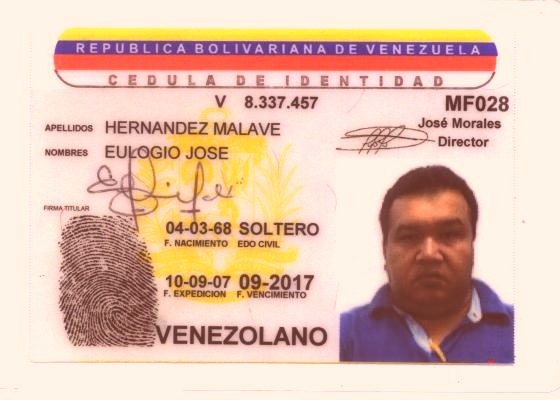 REPUBLICA BOLIVARIANA DE VENEZUELA
CEDULA DE IDENTIDAD
V 8.337.457
MF028
José Morales
Director
APELLIDOS HERNANDEZ MALAVE
NOMBRES EULOGIO JOSE
FIRMA TITULAR
04-03-68 SOLTERO
F. NACIMIENTO EDO CIVIL
10-09-07 09-2017
F. EXPEDICION F. VENCIMIENTO
VENEZOLANO